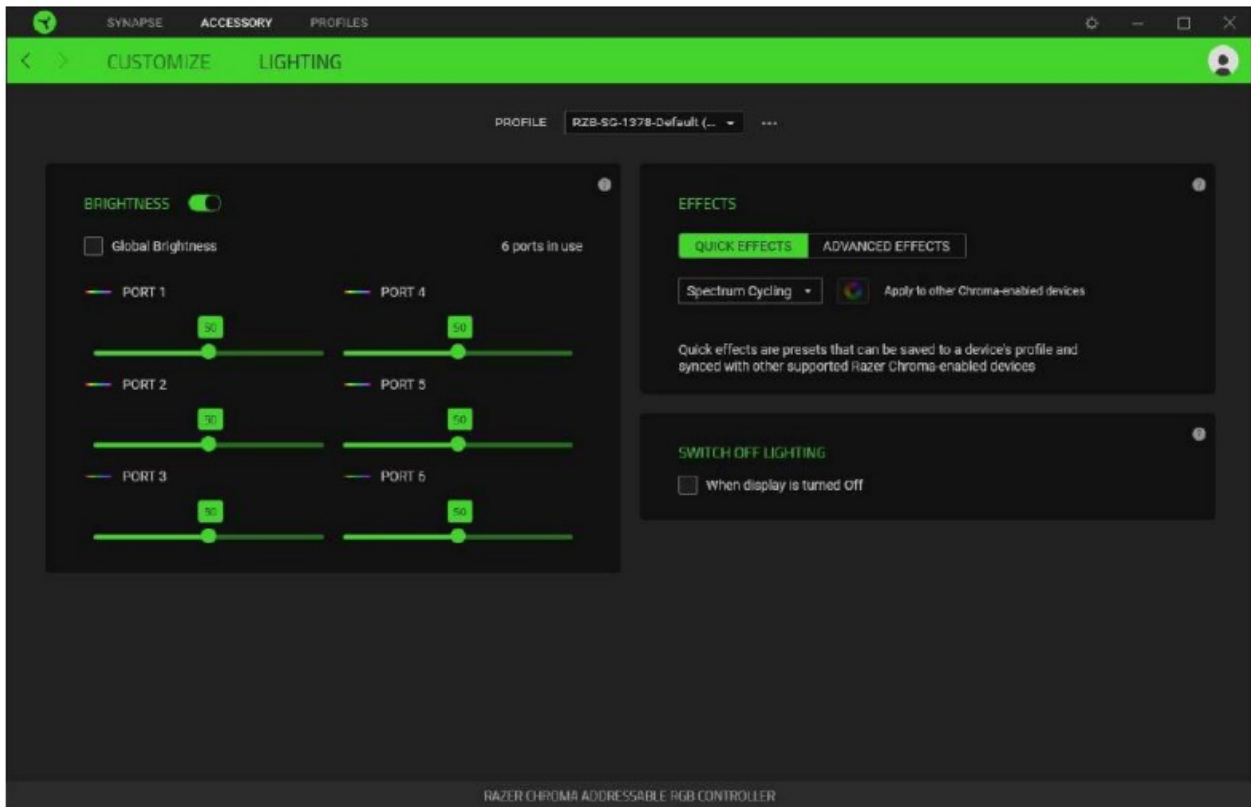 SYNAPSE ACCESSORY PROFILES
CUSTOMIZE LIGHTING
PROFILE RZB-SG-1378-Default (... ...
BRIGHTNESS
Global Brightness 6 ports in use
PORT 1 PORT 4
50 50
PORT 2 PORT 5
50 50
PORT 3 PORT 6
50 50
EFFECTS
QUICK EFFECTS ADVANCED EFFECTS
Spectrum Cycling Apply to other Chroma-enabled devices
Quick effects are presets that can be saved to a device's profile and
synced with other supported Razer Chroma-enabled devices
SWITCH OFF LIGHTING
When display is turned Off
RAZER CHROMA ADDRESSABLE RGB CONTROLLER